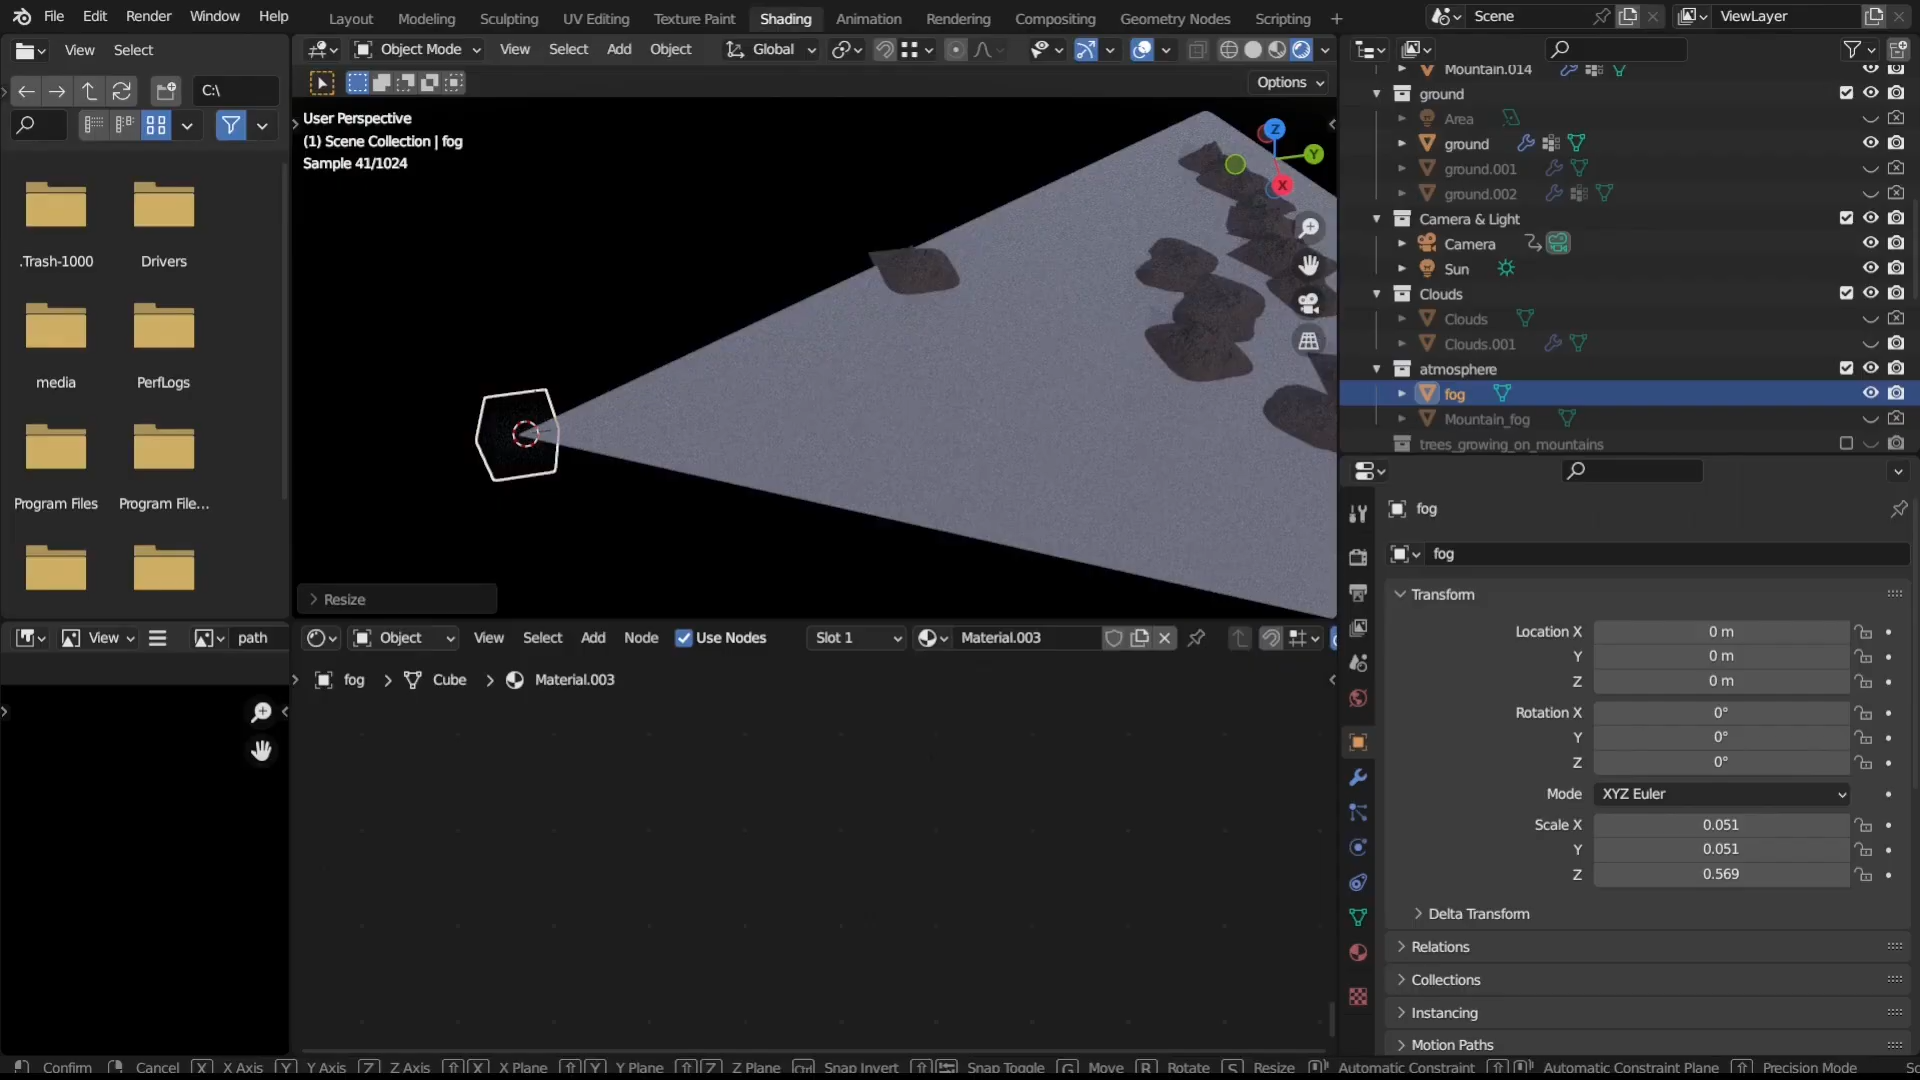 File Edit Render Window Help
Layout Modeling Sculpting UV Editing Texture Paint Shading Animation Rendering Compositing Geometry Nodes Scripting +
Scene
ViewLayer
View Select
C:\
.Trash-1000 Drivers
media PerfLogs
Program Files Program File...
Object Mode View Select Add Object Global
Options
User Perspective
(1) Scene Collection | fog
Sample 41/1024
Z
Y
X
Resize
Mountain.014
ground
Area
ground
ground.001
ground.002
Camera & Light
Camera
Sun
Clouds
Clouds
Clouds.001
atmosphere
fog
Mountain_fog
trees_growing_on_mountains
View path
Object View Select Add Node Use Nodes Slot 1 Material.003
fog > Cube > Material.003
fog
fog
Transform
Location X 0 m
Y 0 m
Z 0 m
Rotation X 0°
Y 0°
Z 0°
Mode XYZ Euler
Scale X 0.051
Y 0.051
Z 0.569
Delta Transform
Relations
Collections
Instancing
Motion Paths
Confirm Cancel X X Axis Y Y Axis Z Z Axis X X Plane Y Y Plane Z Z Plane Ctrl Snap Invert Snap Toggle G Move R Rotate S Resize Automatic Constraint Automatic Constraint Plane Precision Mode